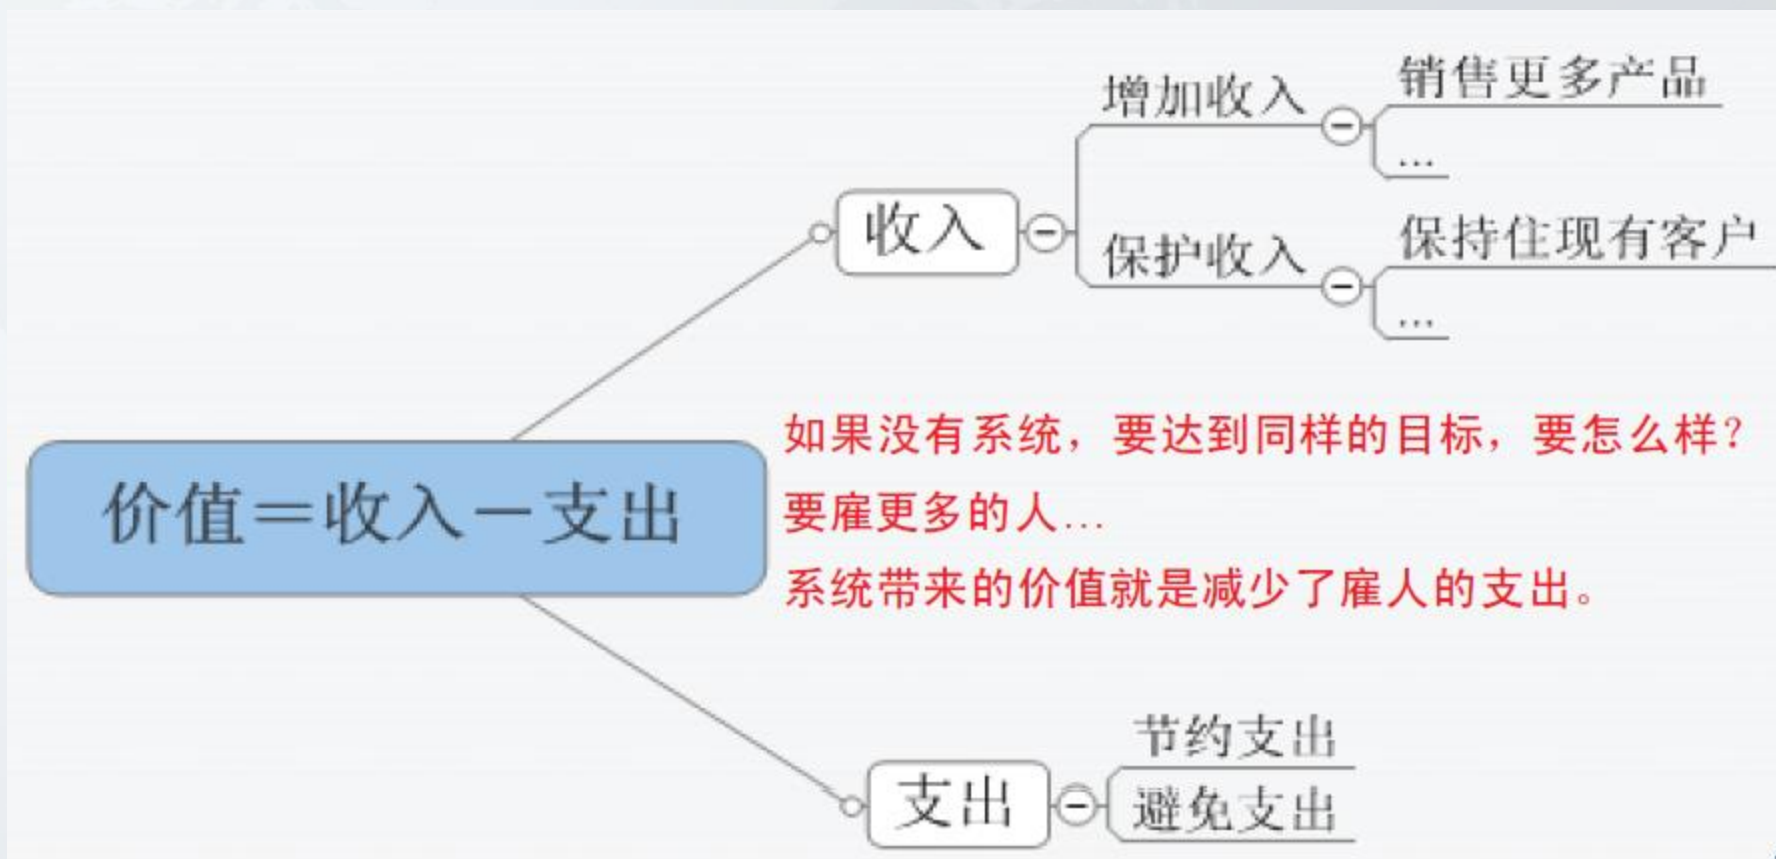 增加收入
销售更多产品
...
收入
保护收入
保持住现有客户
...
价值=收入-支出
如果没有系统，要达到同样的目标，要怎么样？
要雇更多的人...
系统带来的价值就是减少了雇人的支出。
支出
节约支出
避免支出